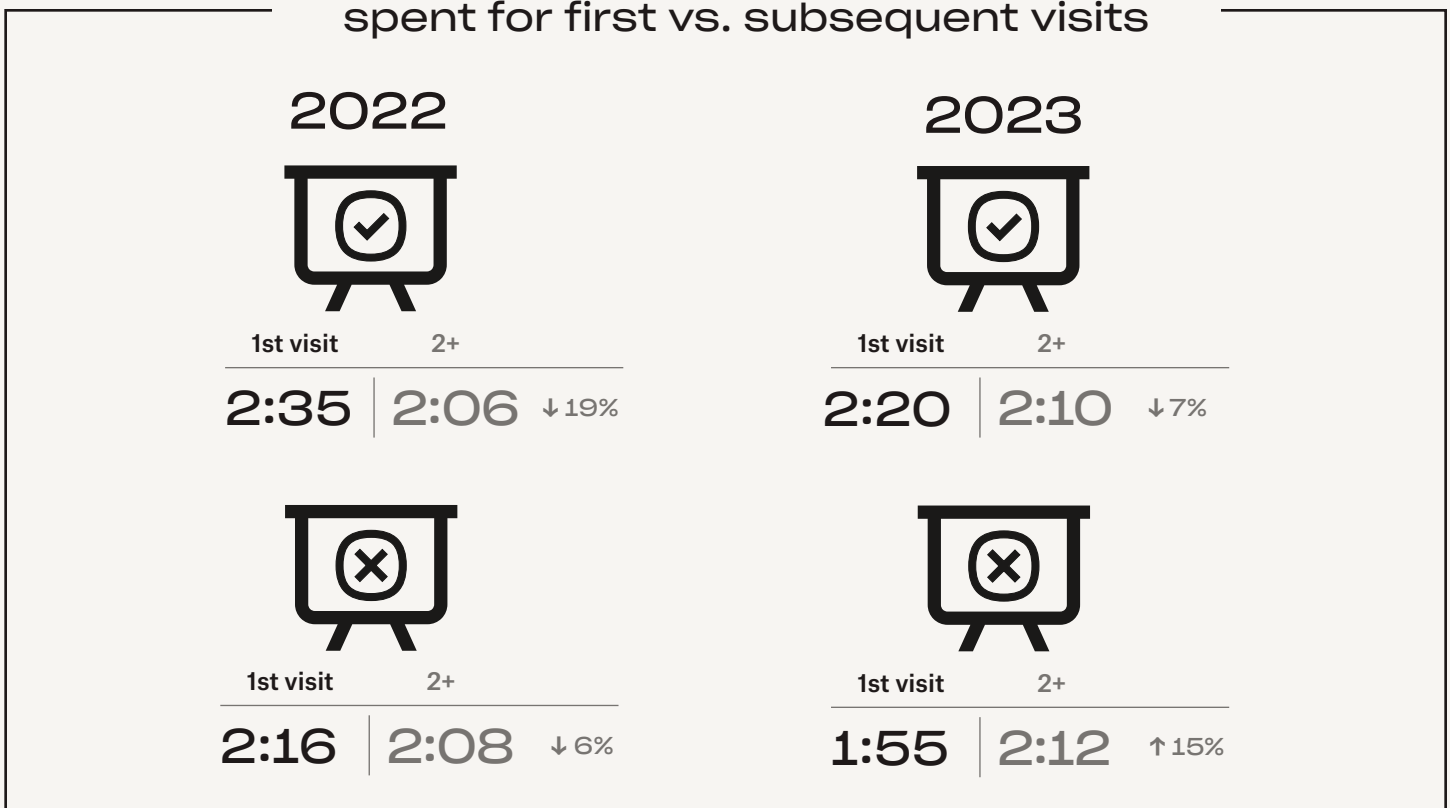 spent for first vs. subsequent visits
2022
2023
1st visit 2+
2:35 2:06 ↓19%
1st visit 2+
2:20 2:10 ↓7%
1st visit 2+
2:16 2:08 ↓6%
1st visit 2+
1:55 2:12 ↑15%